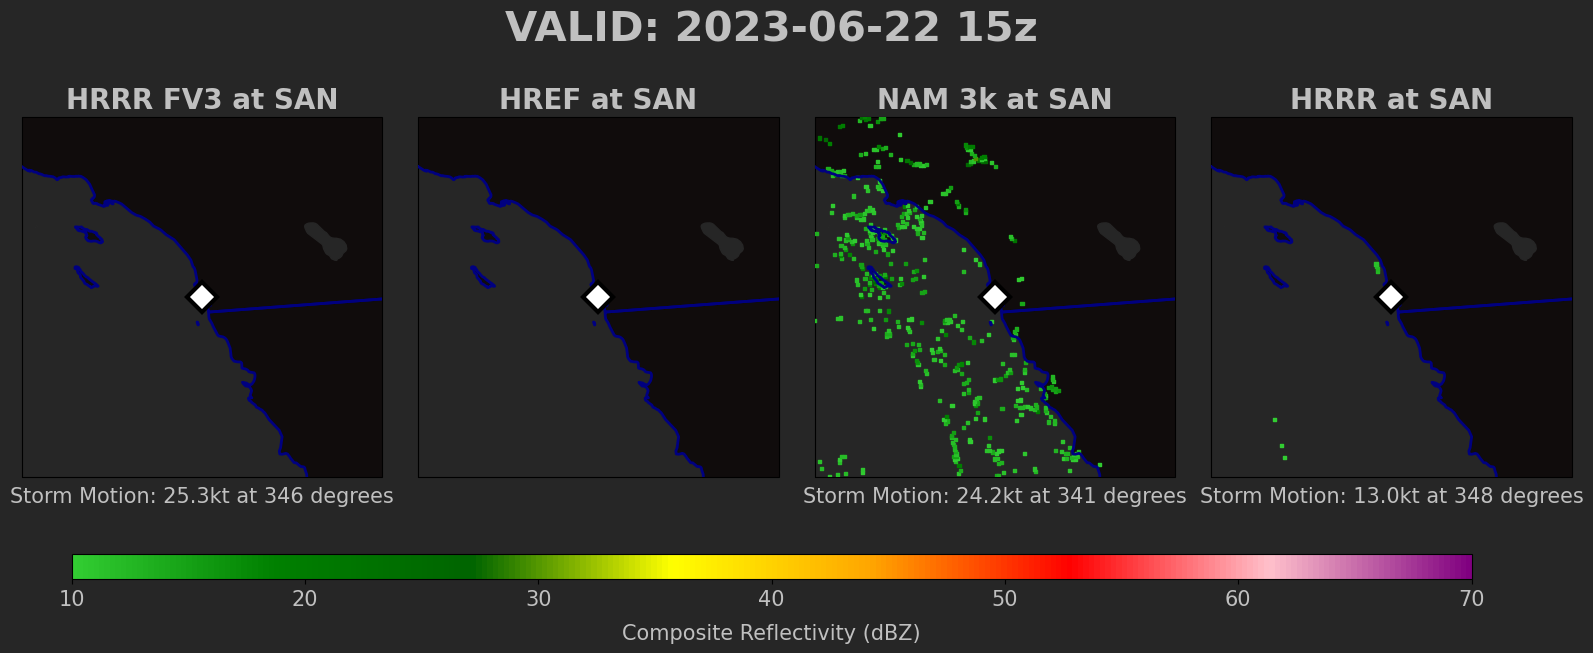 VALID: 2023-06-22 15z
HRRR FV3 at SAN
HREF at SAN
NAM 3k at SAN
HRRR at SAN
Storm Motion: 25.3kt at 346 degrees
Storm Motion: 24.2kt at 341 degrees
Storm Motion: 13.0kt at 348 degrees
10 20 30 40 50 60 70
Composite Reflectivity (dBZ)